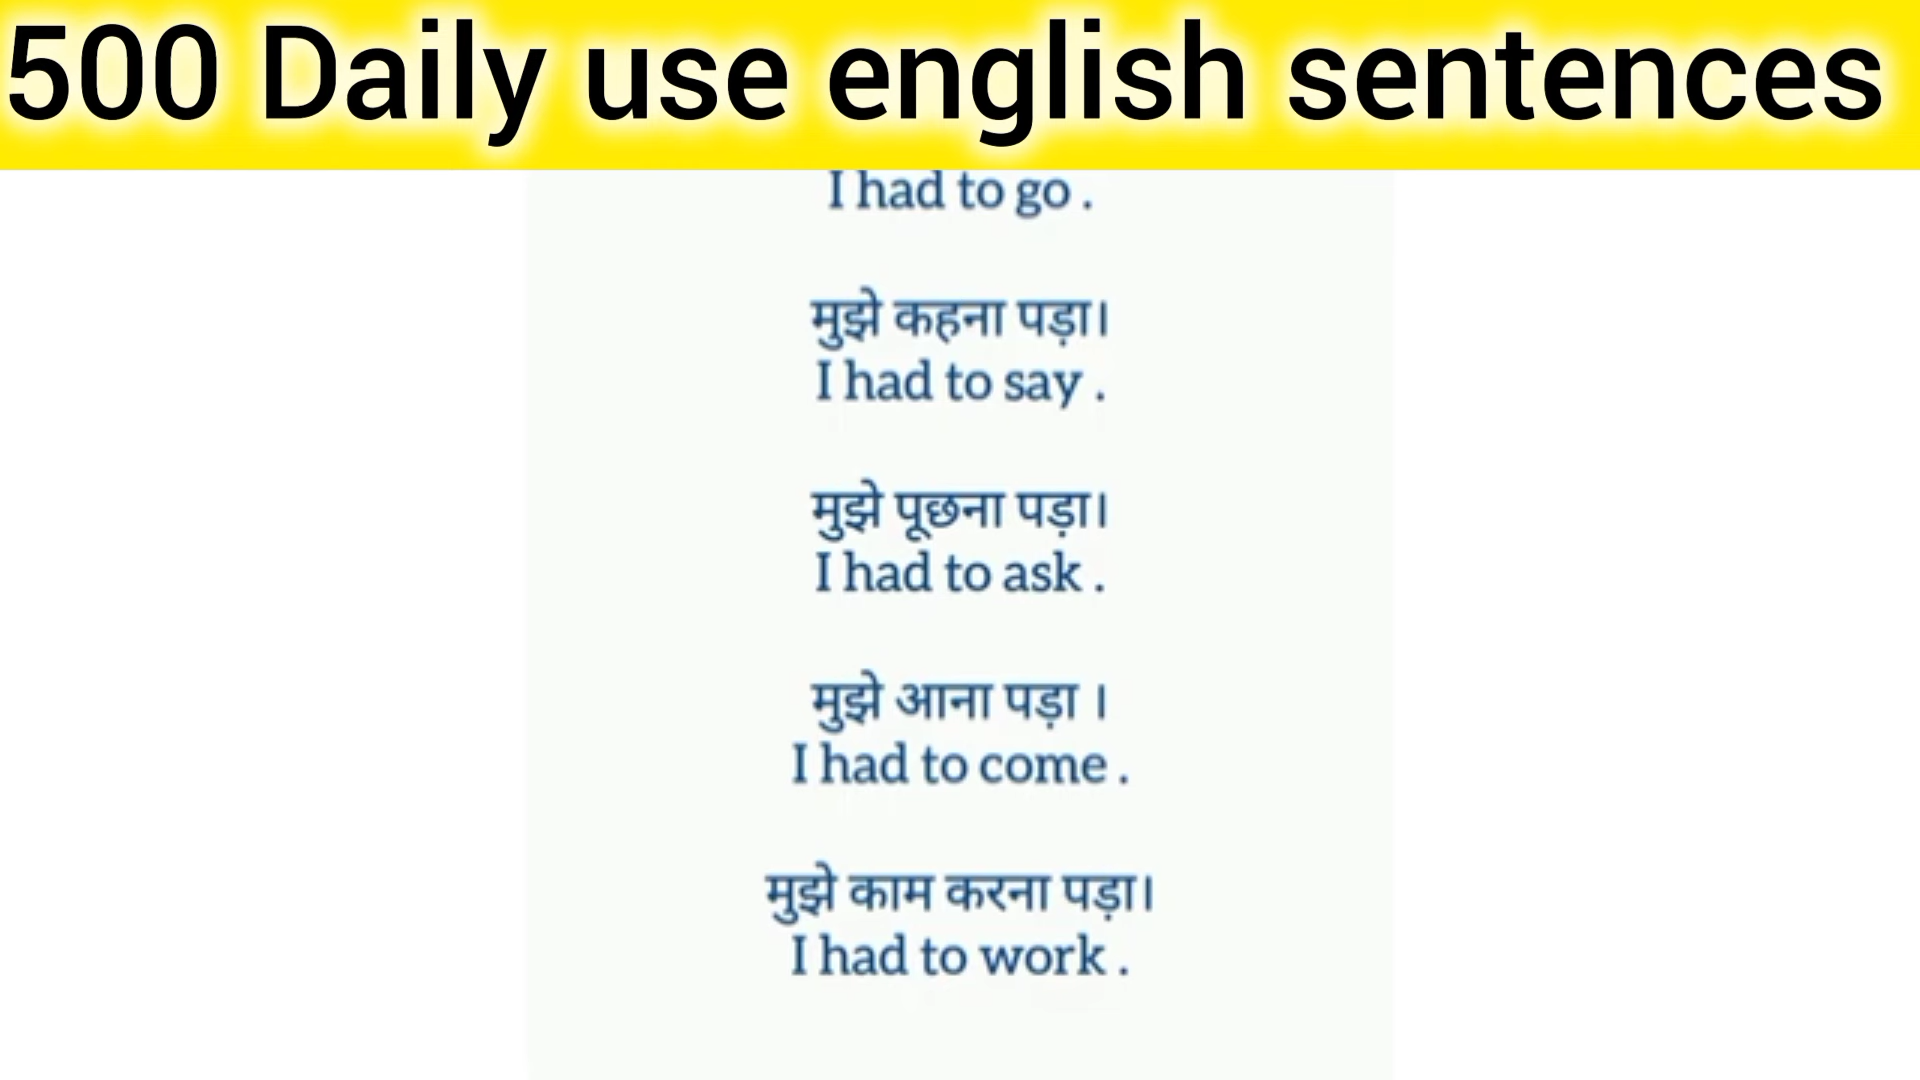 500 Daily use english sentences
I had to go .
मुझे कहना पड़ा।
I had to say .
मुझे पूछना पड़ा।
I had to ask .
मुझे आना पड़ा ।
I had to come .
मुझे काम करना पड़ा।
I had to work .